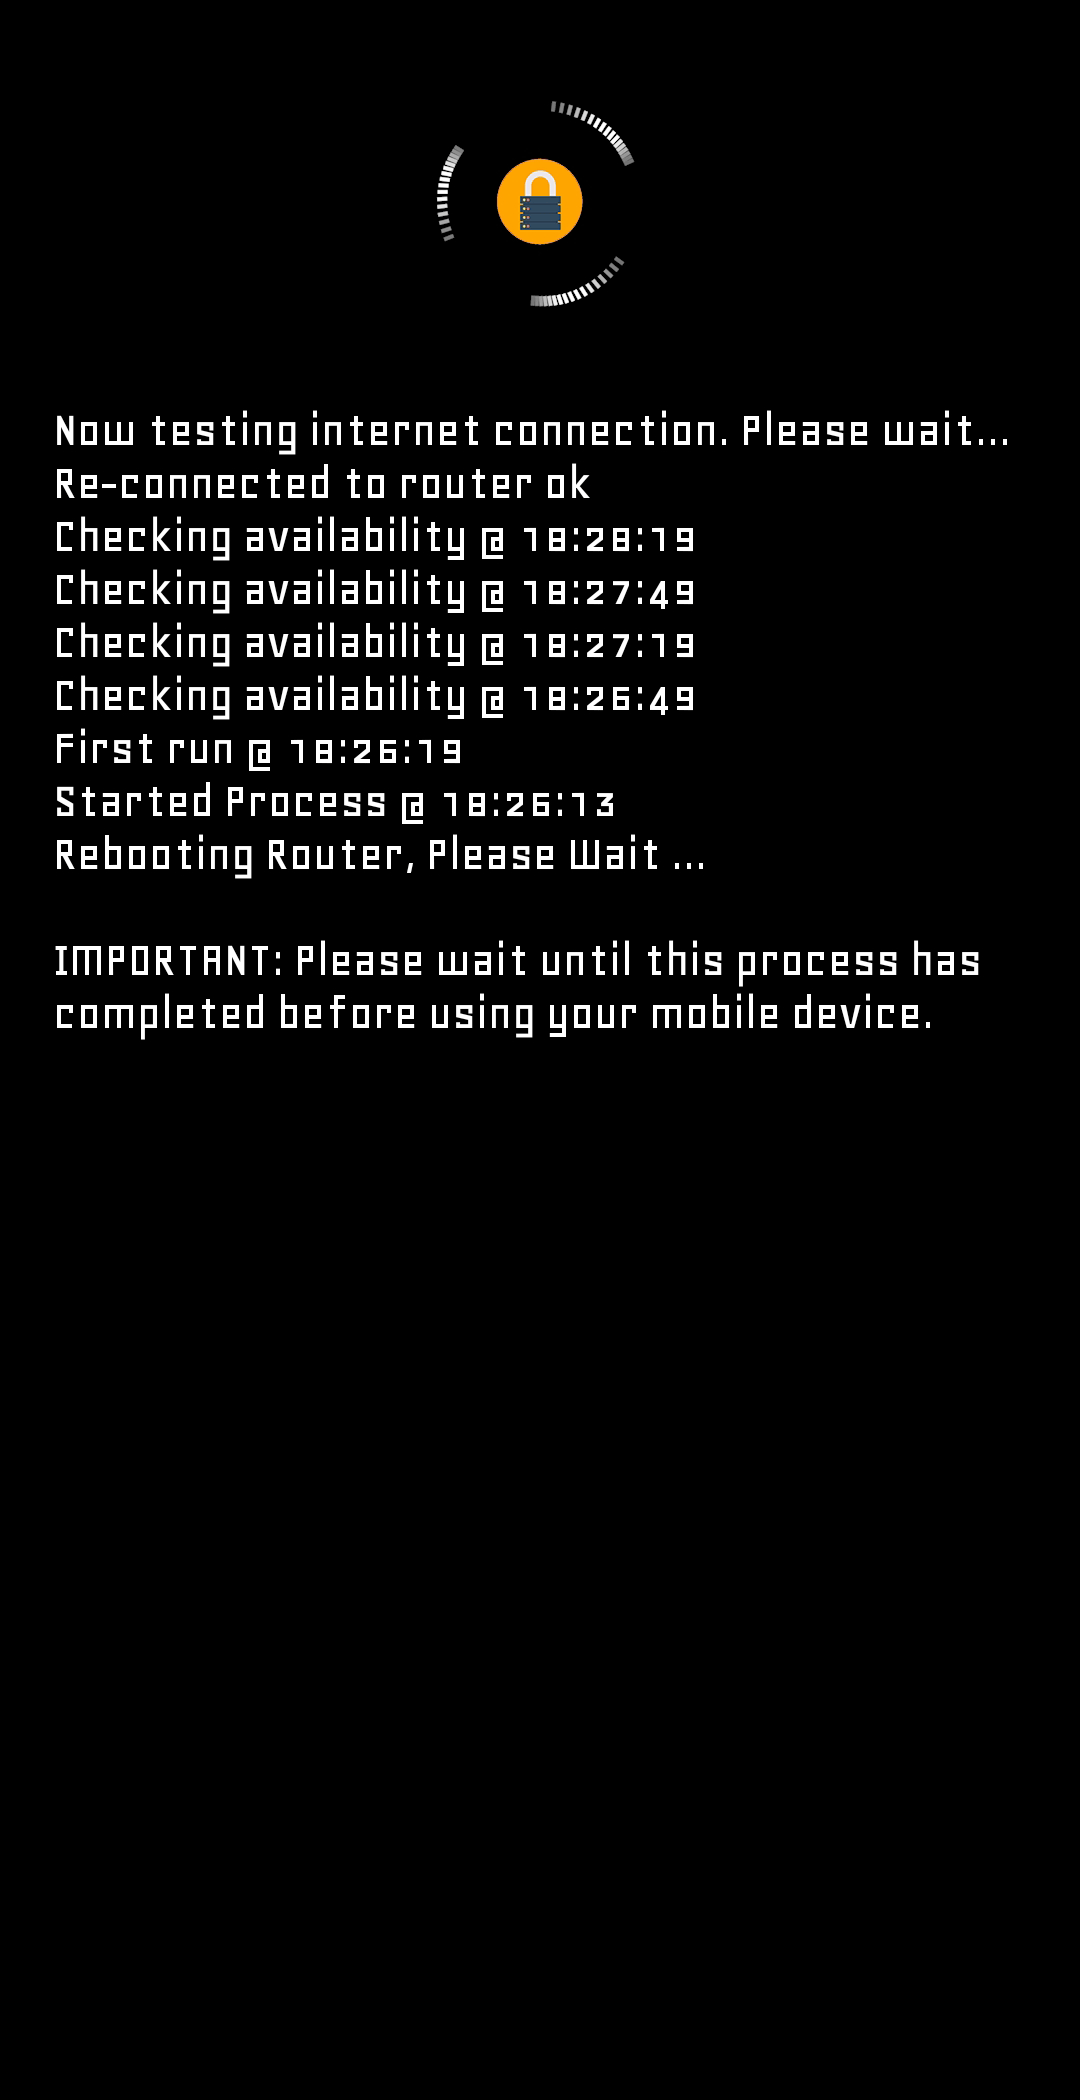 Now testing internet connection. Please wait...
Re-connected to router ok
Checking availability @ 18:28:19
Checking availability @ 18:27:49
Checking availability @ 18:27:19
Checking availability @ 18:26:49
First run @ 18:26:19
Started Process @ 18:26:13
Rebooting Router, Please Wait ...
IMPORTANT: Please wait until this process has
completed before using your mobile device.